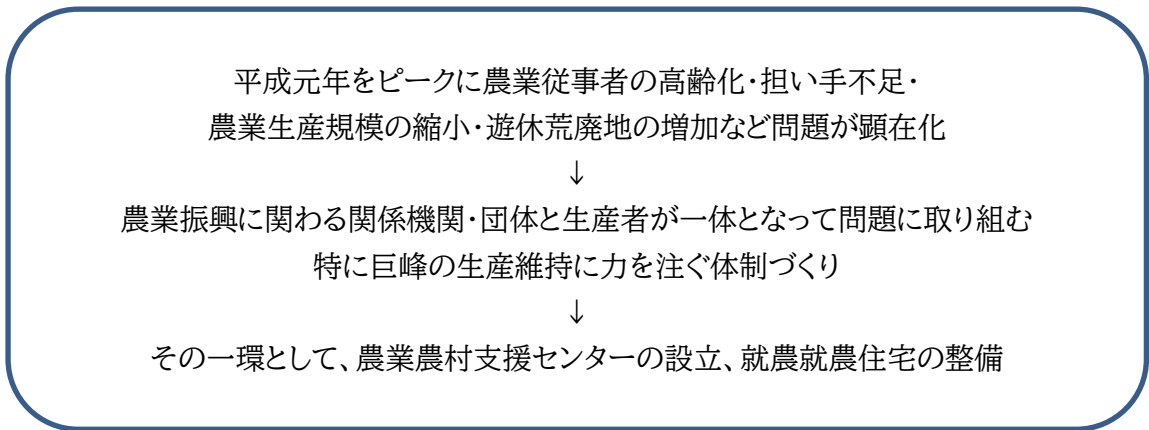 平成元年をピークに農業従事者の高齢化・担い手不足・
農業生産規模の縮小・遊休荒廃地の増加など問題が顕在化
↓
農業振興に関わる関係機関・団体と生産者が一体となって問題に取り組む
特に巨峰の生産維持に力を注ぐ体制づくり
↓
その一環として、農業農村支援センターの設立、就農就農住宅の整備